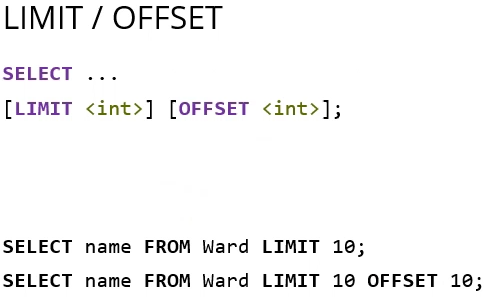 LIMIT / OFFSET
SELECT ...
[LIMIT <int>] [OFFSET <int>];
SELECT name FROM Ward LIMIT 10;
SELECT name FROM Ward LIMIT 10 OFFSET 10;